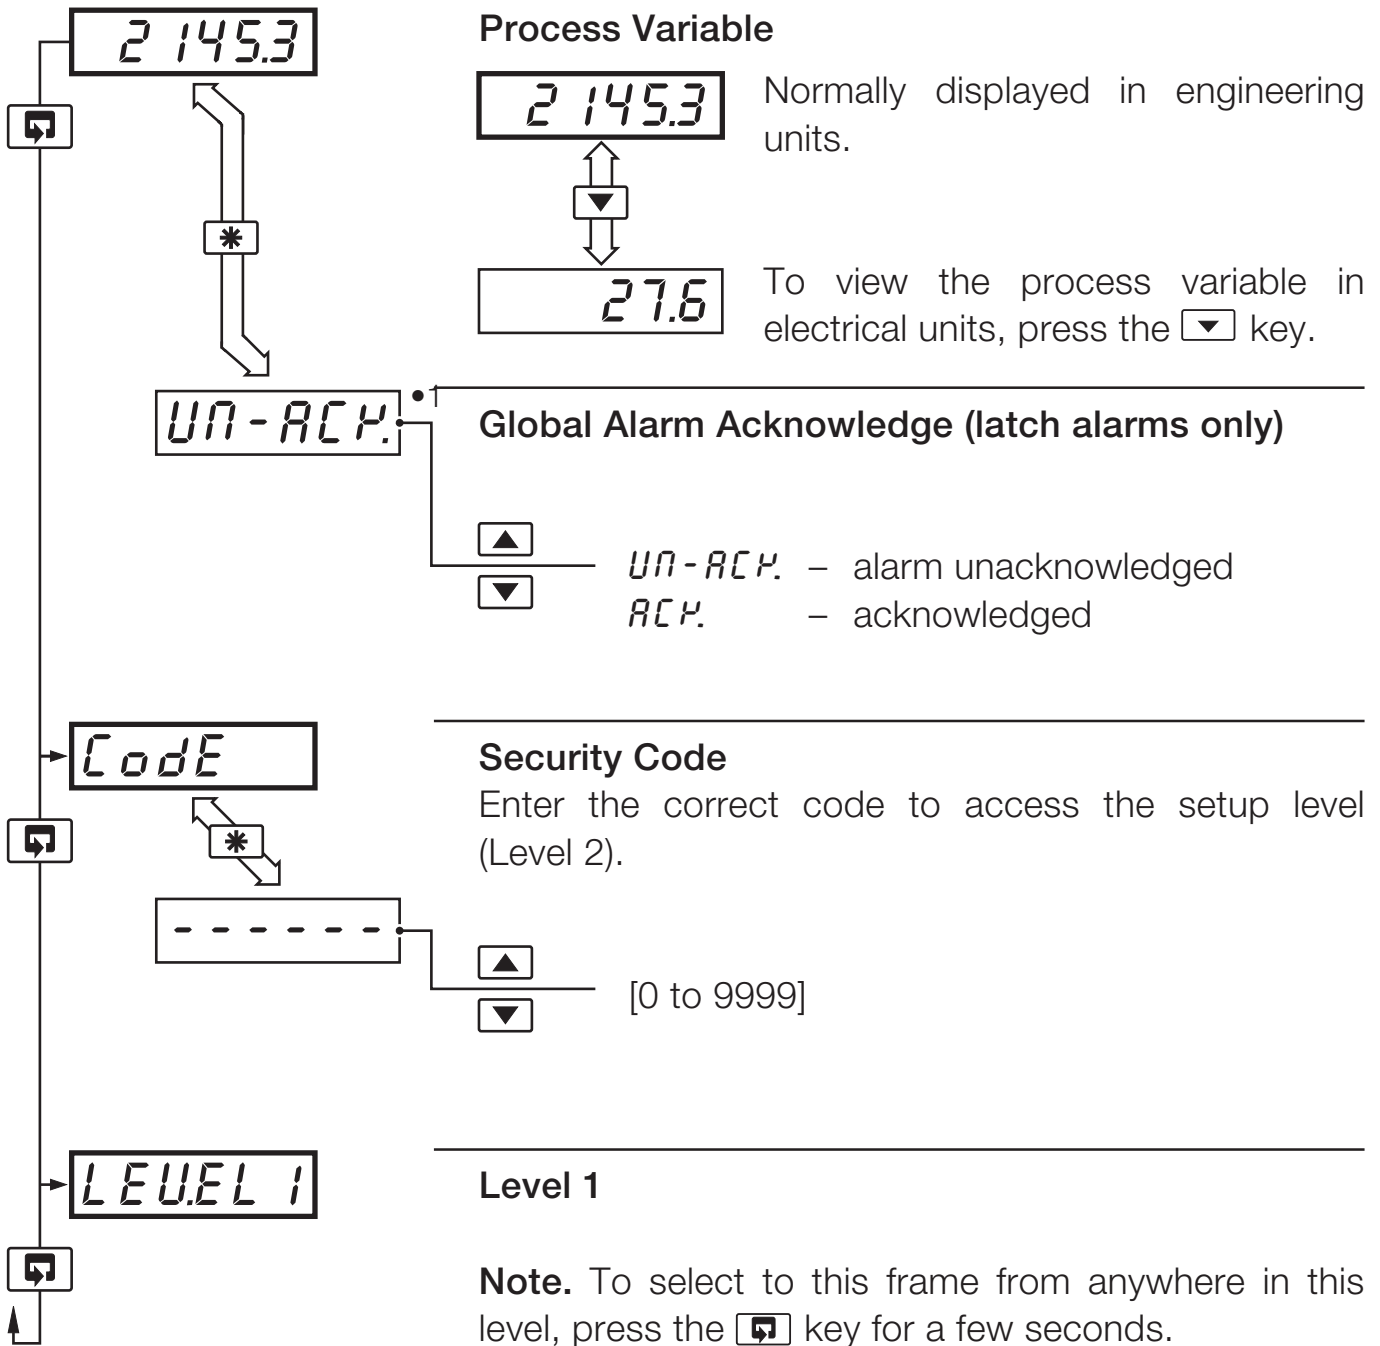 2145.3
Process Variable
2145.3
Normally displayed in engineering
units.
27.6
To view the process variable in
electrical units, press the key.
UN-ACK.
Global Alarm Acknowledge (latch alarms only)
UN-ACK. – alarm unacknowledged
ACK. – acknowledged
CodE
Security Code
Enter the correct code to access the setup level
(Level 2).
------
[0 to 9999]
LEV.EL 1
Level 1
Note. To select to this frame from anywhere in this
level, press the key for a few seconds.